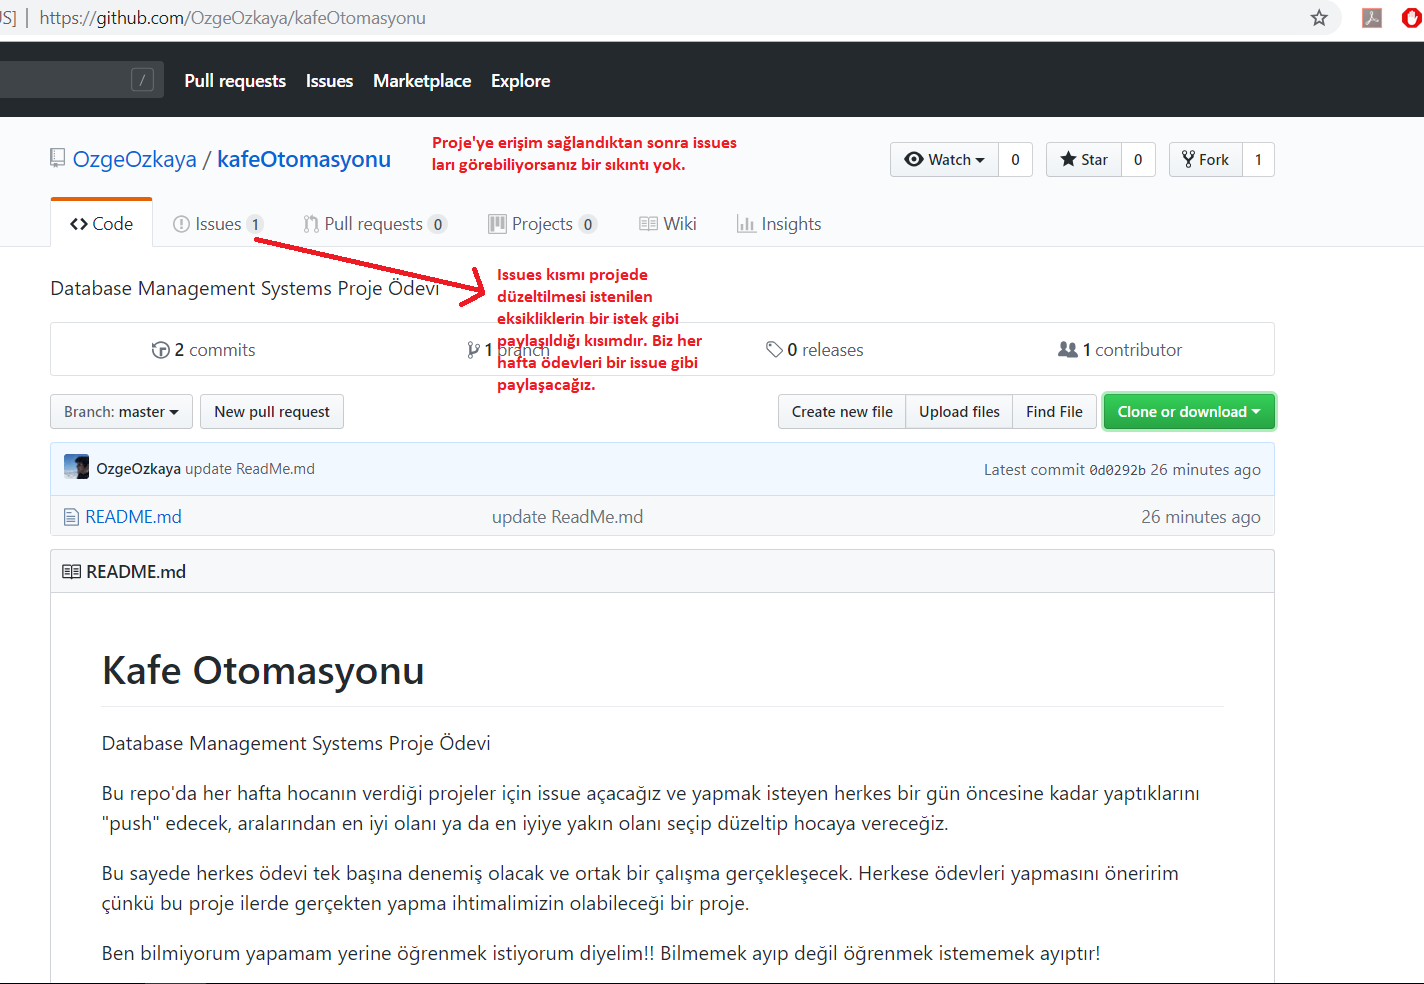 JS] | https://github.com/OzgeOzkaya/kafeOtomasyonu
/ Pull requests Issues Marketplace Explore
OzgeOzkaya / kafeOtomasyonu
Proje'ye erişim sağlandıktan sonra issues
ları görebiliyorsanız bir sıkıntı yok.
Watch 0 Star 0 Fork 1
Code Issues 1 Pull requests 0 Projects 0 Wiki Insights
Database Management Systems Proje Ödevi
Issues kısmı projede
düzeltilmesi istenilen
eksikliklerin bir istek gibi
paylaşıldığı kısımdır. Biz her
hafta ödevleri bir issue gibi
paylaşacağız.
2 commits 1 branch 0 releases 1 contributor
Branch: master New pull request Create new file Upload files Find File Clone or download
OzgeOzkaya update ReadMe.md Latest commit 0d0292b 26 minutes ago
README.md update ReadMe.md 26 minutes ago
README.md
Kafe Otomasyonu
Database Management Systems Proje Ödevi
Bu repo'da her hafta hocanın verdiği projeler için issue açacağız ve yapmak isteyen herkes bir gün öncesine kadar yaptıklarını
"push" edecek, aralarından en iyi olanı ya da en iyiye yakın olanı seçip düzeltip hocaya vereceğiz.
Bu sayede herkes ödevi tek başına denemiş olacak ve ortak bir çalışma gerçekleşecek. Herkese ödevleri yapmasını öneririm
çünkü bu proje ilerde gerçekten yapma ihtimalimizin olabileceği bir proje.
Ben bilmiyorum yapamam yerine öğrenmek istiyorum diyelim!! Bilmemek ayıp değil öğrenmek istememek ayıptır!